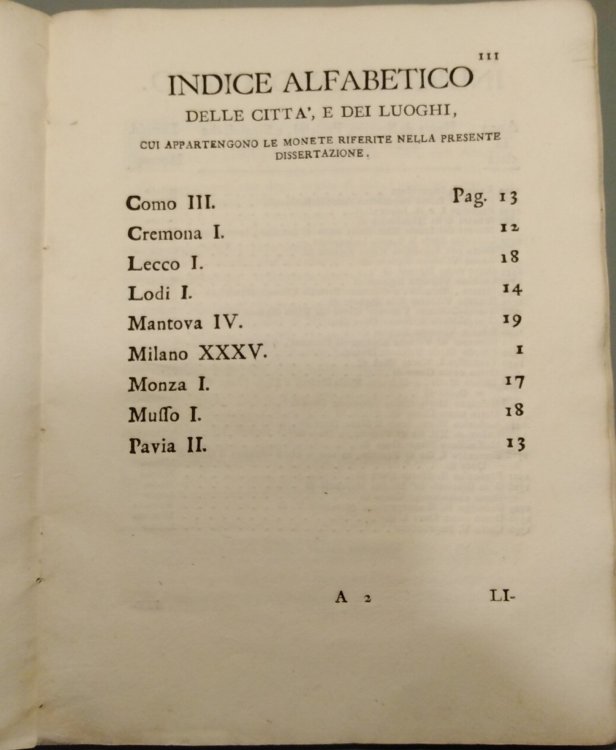 III
INDICE ALFABETICO
DELLE CITTA', E DEI LUOGHI,
CUI APPARTENGONO LE MONETE RIFERITE NELLA PRESENTE
DISSERTAZIONE.
Como III. Pag. 13
Cremona I. 12
Lecco I. 18
Lodi I. 14
Mantova IV. 19
Milano XXXV. 1
Monza I. 17
Muſſo I. 18
Pavia II. 13
A 2 LI-